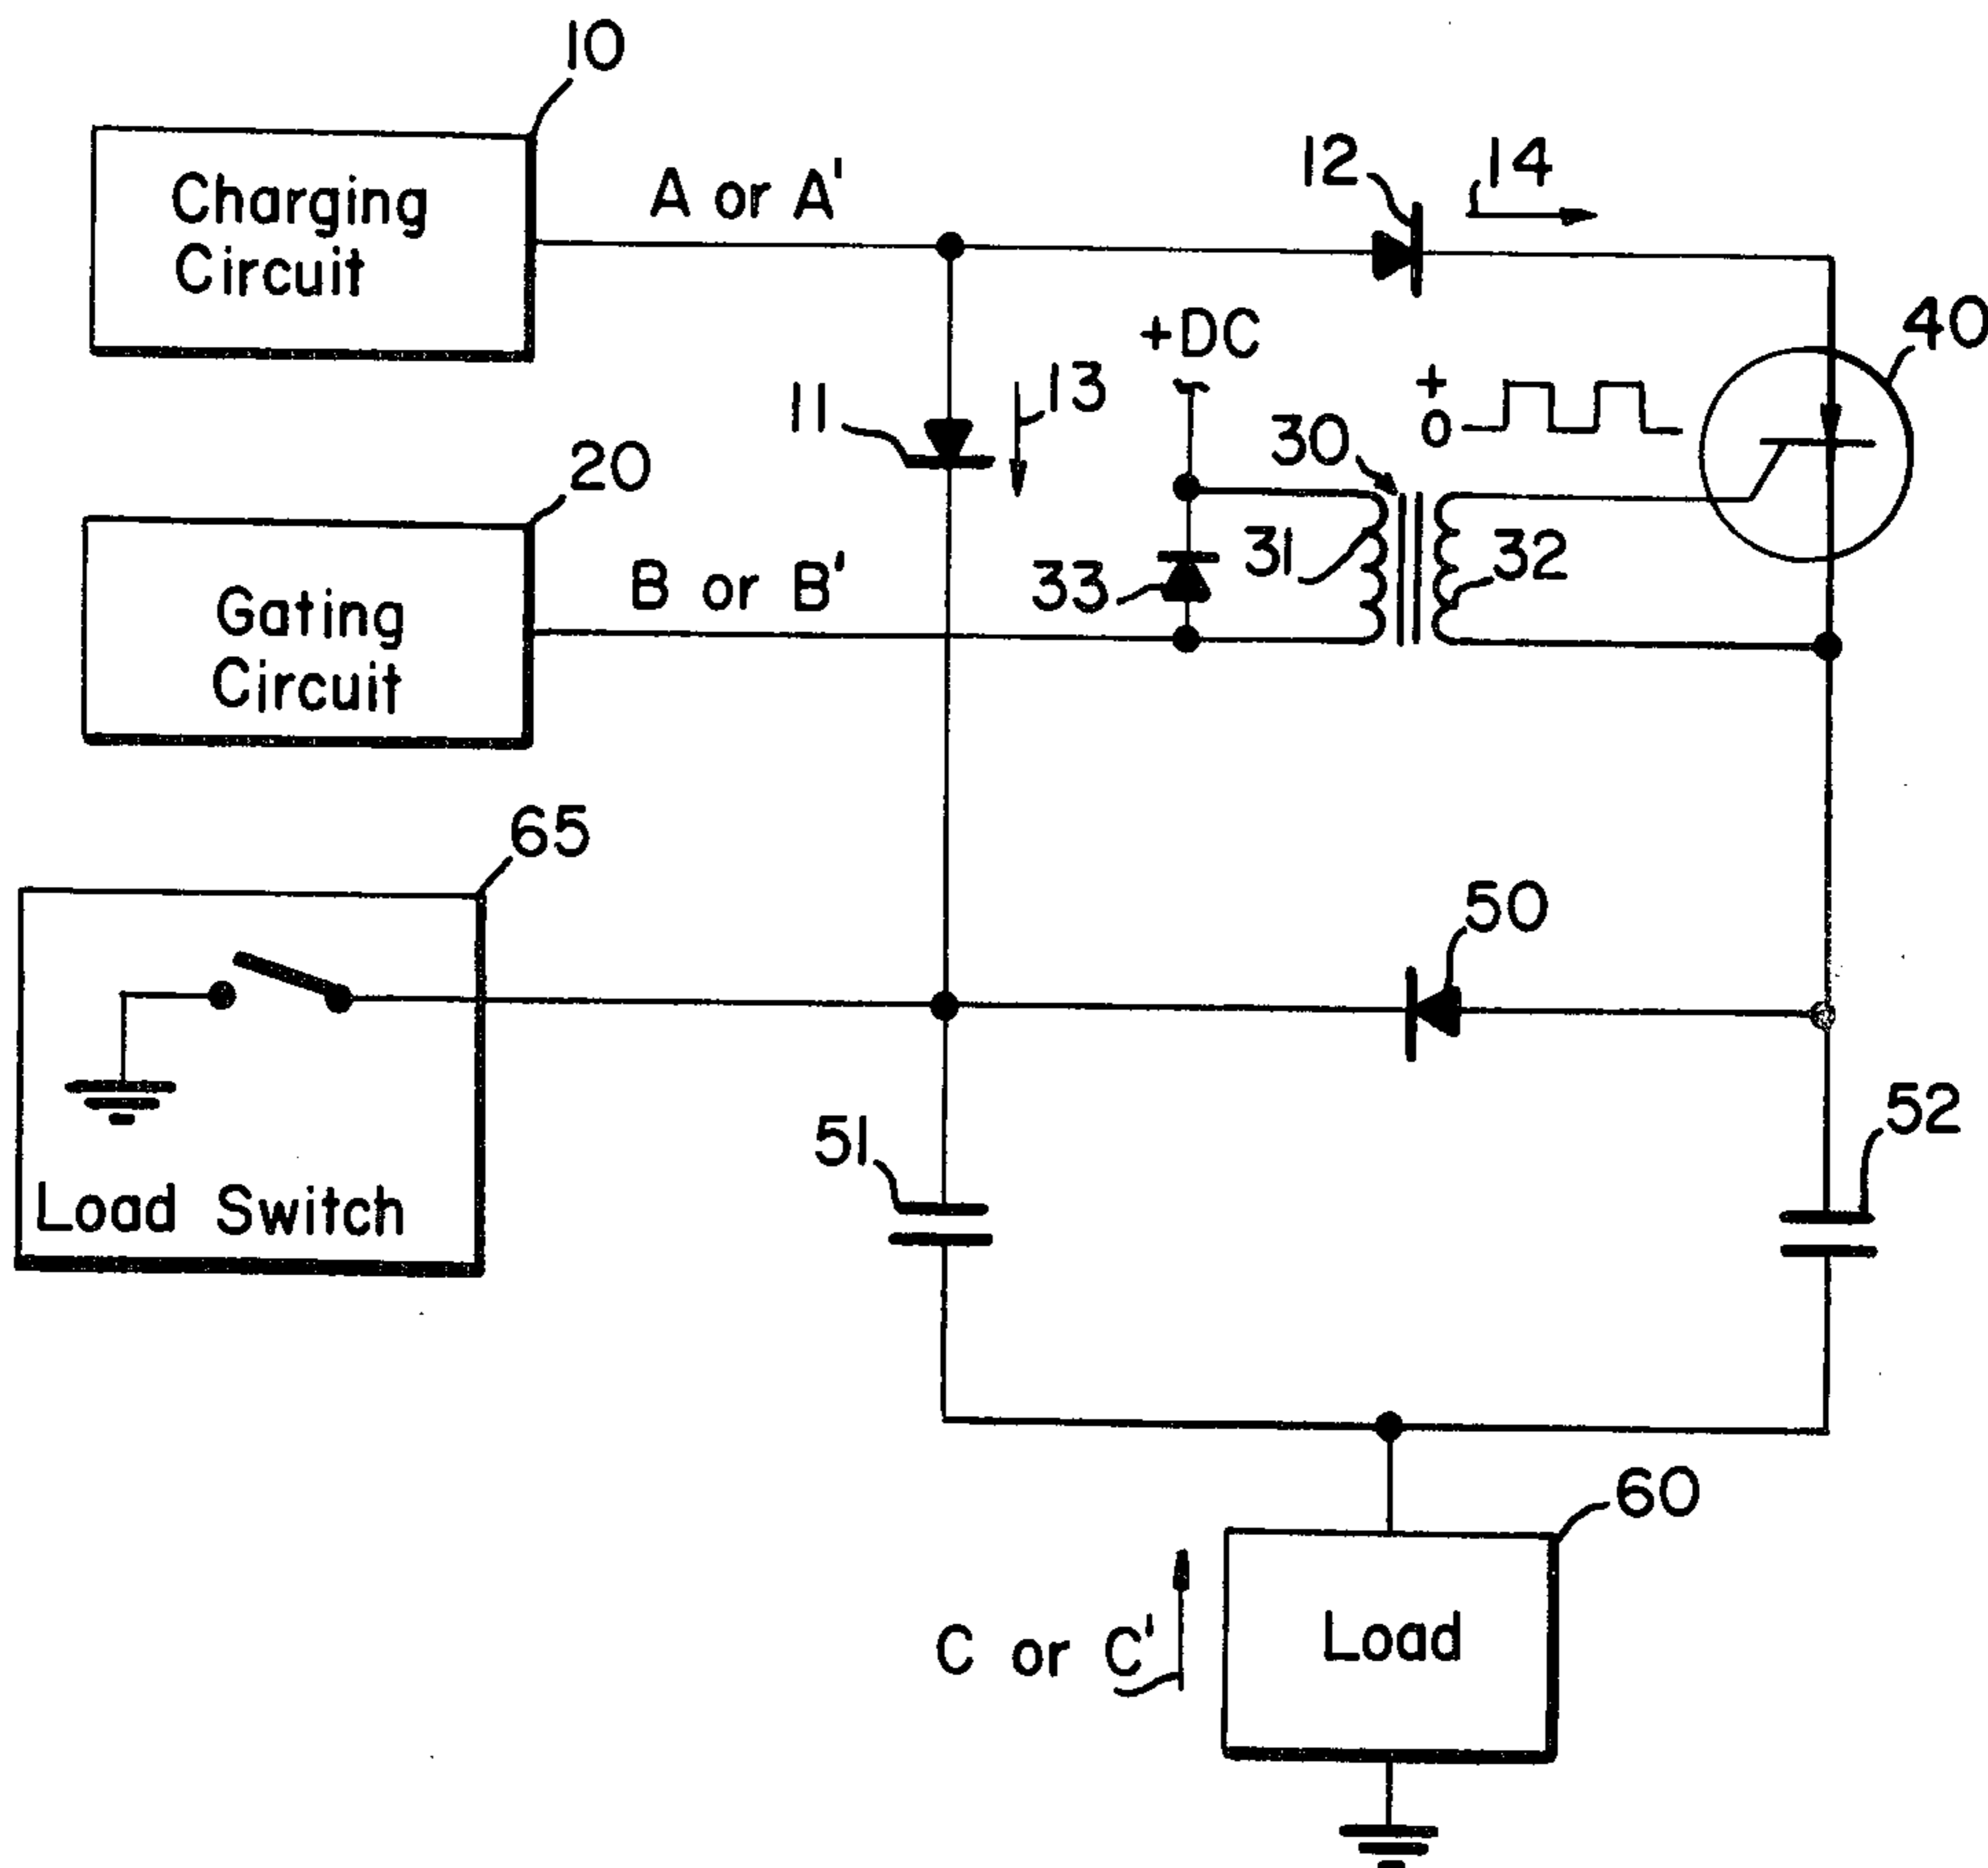 10
Charging
Circuit
A or A'
12
14
+DC
40
11
13
+
0
30
20
Gating
Circuit
B or B'
33
31
32
65
50
Load Switch
51
52
60
C or C'
Load